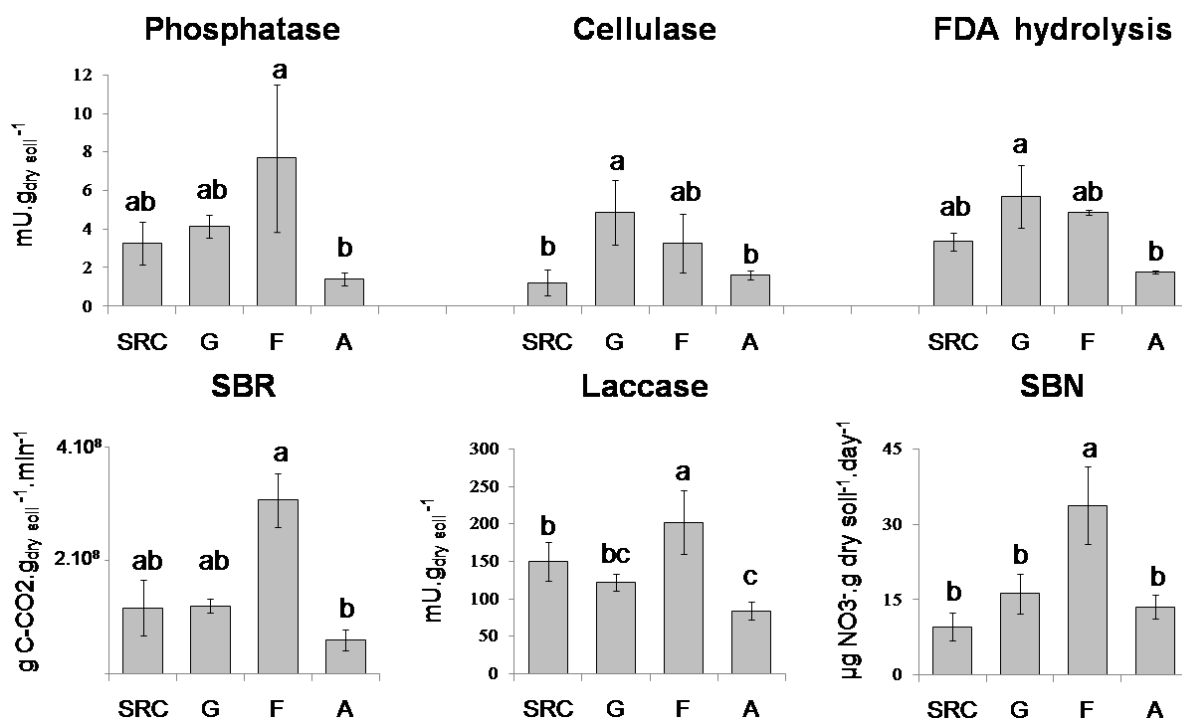 Phosphatase Cellulase FDA hydrolysis
mU.g dry soil -1
12
10
8
6
4
2
0
ab ab a b
b a ab b
ab a ab b
SRC G F A SRC G F A SRC G F A
SBR Laccase SBN
g C-CO2.g dry soil -1.min-1
4.10⁸
2.10⁸
ab ab a b
SRC G F A
mU.g dry soil -1
300
250
200
150
100
50
0
b bc a c
SRC G F A
µg NO3-.g dry soil-1.day-1
45
30
15
0
b b a b
SRC G F A